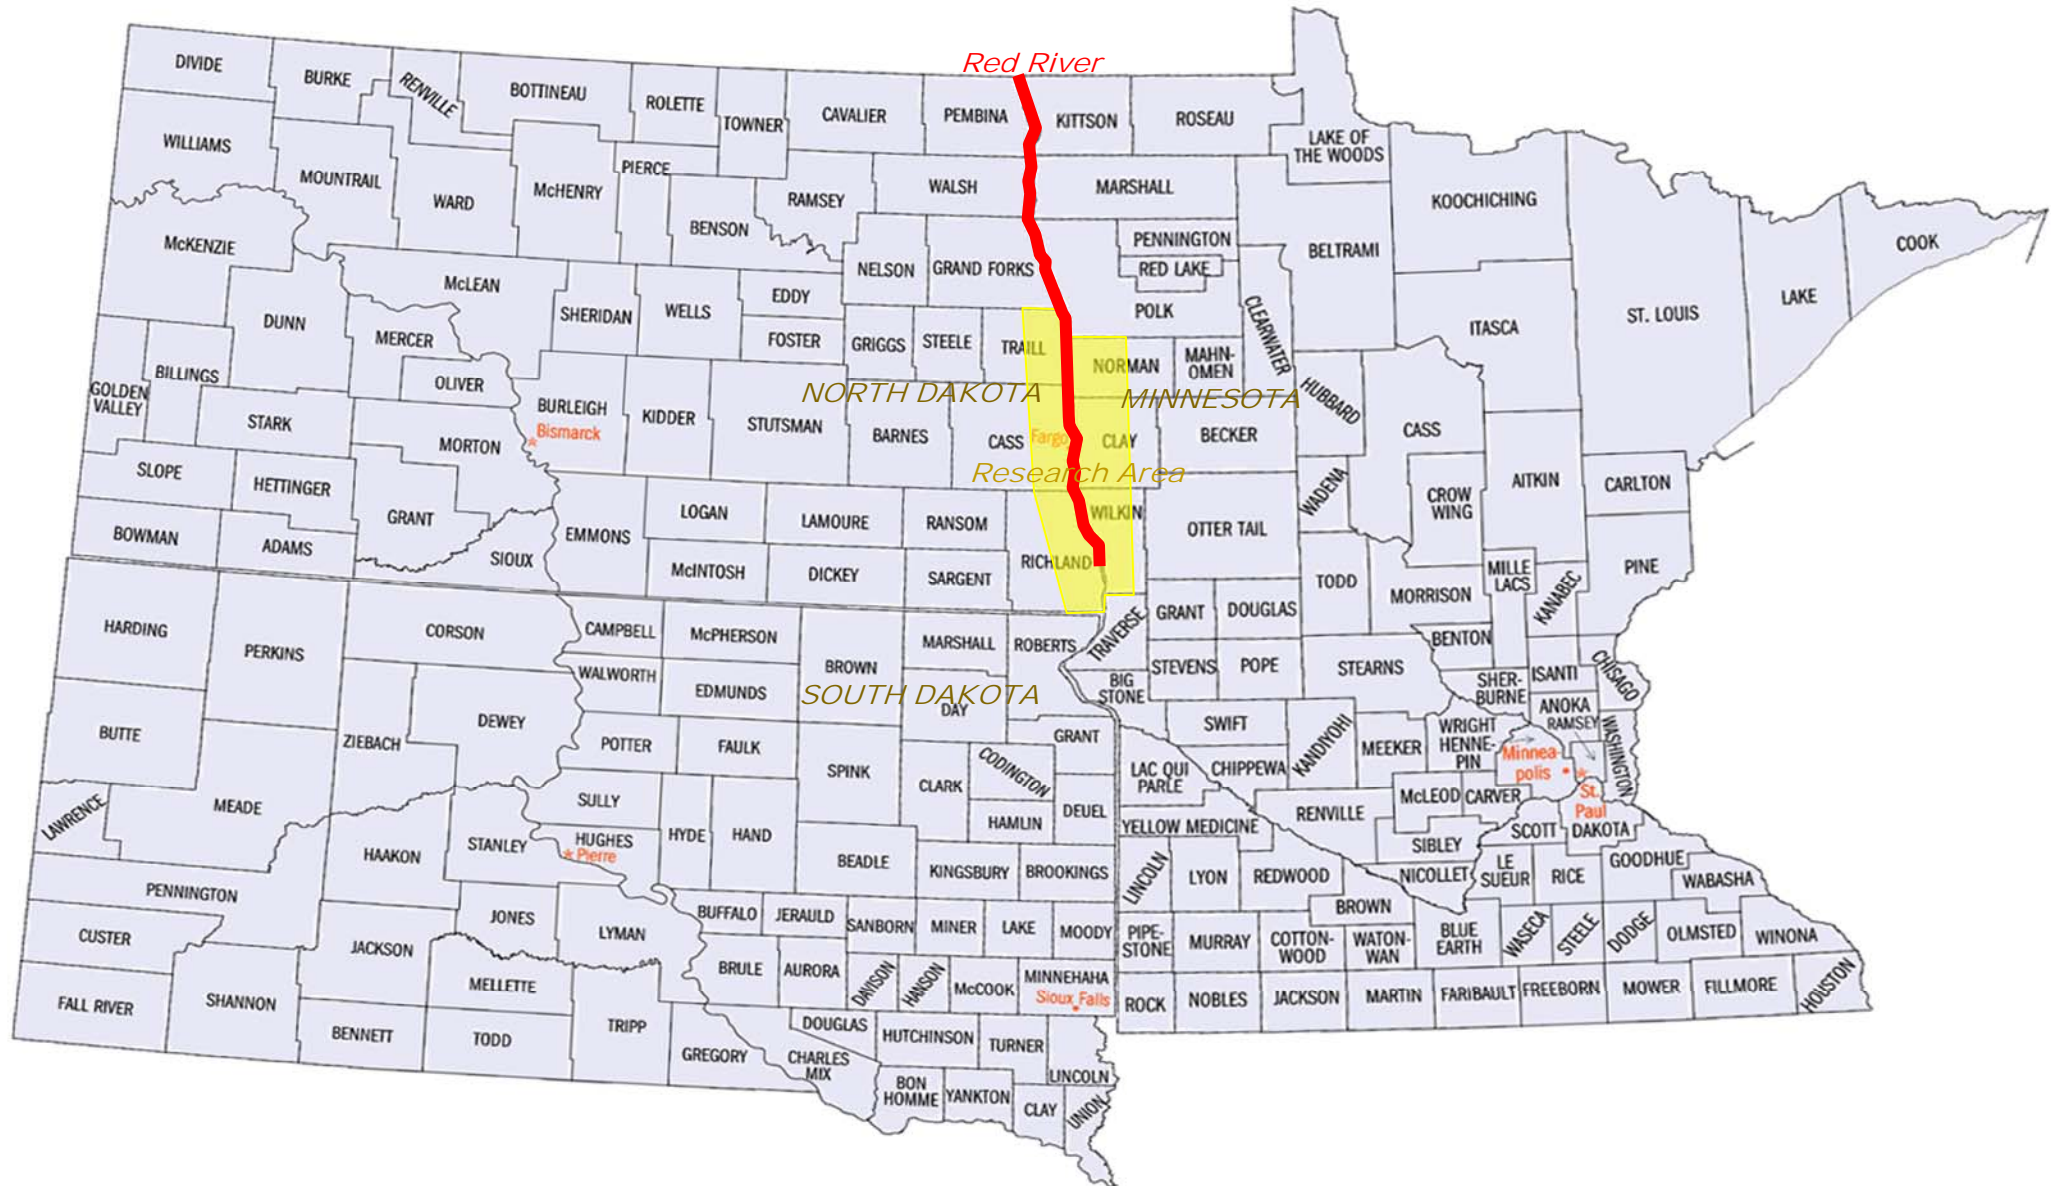 Red River
DIVIDE
BURKE
RENVILLE
BOTTINEAU
ROLETTE
TOWNER
CAVALIER
PEMBINA
KITTSON
ROSEAU
LAKE OF
THE WOODS
WILLIAMS
MOUNTRAIL
WARD
McHENRY
PIERCE
BENSON
RAMSEY
WALSH
MARSHALL
KOOCHICHING
McKENZIE
McLEAN
NELSON
GRAND FORKS
PENNINGTON
RED LAKE
BELTRAMI
COOK
LAKE
ST. LOUIS
DUNN
MERCER
SHERIDAN
WELLS
EDDY
FOSTER
GRIGGS
STEELE
TRAILL
POLK
CLEARWATER
ITASCA
GOLDEN
VALLEY
BILLINGS
OLIVER
NORMAN
MAHN-
OMEN
HUBBARD
NORTH DAKOTA
MINNESOTA
STARK
MORTON
BURLEIGH
Bismarck
KIDDER
STUTSMAN
BARNES
CASS
Fargo
CLAY
BECKER
CASS
Research Area
SLOPE
HETTINGER
GRANT
EMMONS
LOGAN
LAMOURE
RANSOM
WILKIN
OTTER TAIL
WADENA
CROW
WING
AITKIN
CARLTON
BOWMAN
ADAMS
SIOUX
McINTOSH
DICKEY
SARGENT
RICHLAND
TODD
MORRISON
MILLE
LACS
KANABEC
PINE
HARDING
PERKINS
CORSON
CAMPBELL
McPHERSON
BROWN
MARSHALL
ROBERTS
TRAVERSE
GRANT
DOUGLAS
BENTON
WALWORTH
EDMUNDS
STEVENS
POPE
STEARNS
BIG
STONE
SHER-
BURNE
ISANTI
CHISAGO
SOUTH DAKOTA
DAY
ANOKA
RAMSEY
WASHINGTON
BUTTE
ZIEBACH
DEWEY
POTTER
FAULK
SPINK
CLARK
CODINGTON
GRANT
SWIFT
KANDIYOHI
MEEKER
WRIGHT
HENNE-
PIN
Minnea-
polis
St.
Paul
LAC QUI
PARLE
CHIPPEWA
LAWRENCE
MEADE
SULLY
HUGHES
Pierre
STANLEY
HAAKON
HYDE
HAND
HAMLIN
DEUEL
YELLOW MEDICINE
RENVILLE
McLEOD
CARVER
SCOTT
DAKOTA
SIBLEY
GOODHUE
BEADLE
KINGSBURY
BROOKINGS
LINCOLN
LYON
REDWOOD
NICOLLET
LE
SUEUR
RICE
WABASHA
PENNINGTON
CUSTER
JACKSON
JONES
LYMAN
BUFFALO
JERAULD
SANBORN
MINER
LAKE
MOODY
PIPE-
STONE
MURRAY
COTTON-
WOOD
BROWN
WATON-
WAN
BLUE
EARTH
WASECA
STEELE
DODGE
OLMSTED
WINONA
FALL RIVER
SHANNON
MELLETTE
BRULE
AURORA
DAVISON
HANSON
McCOOK
MINNEHAHA
Sioux Falls
ROCK
NOBLES
JACKSON
MARTIN
FARIBAULT
FREEBORN
MOWER
FILLMORE
HOUSTON
BENNETT
TODD
TRIPP
GREGORY
CHARLES
MIX
DOUGLAS
HUTCHINSON
TURNER
LINCOLN
BON
HOMME
YANKTON
CLAY
UNION